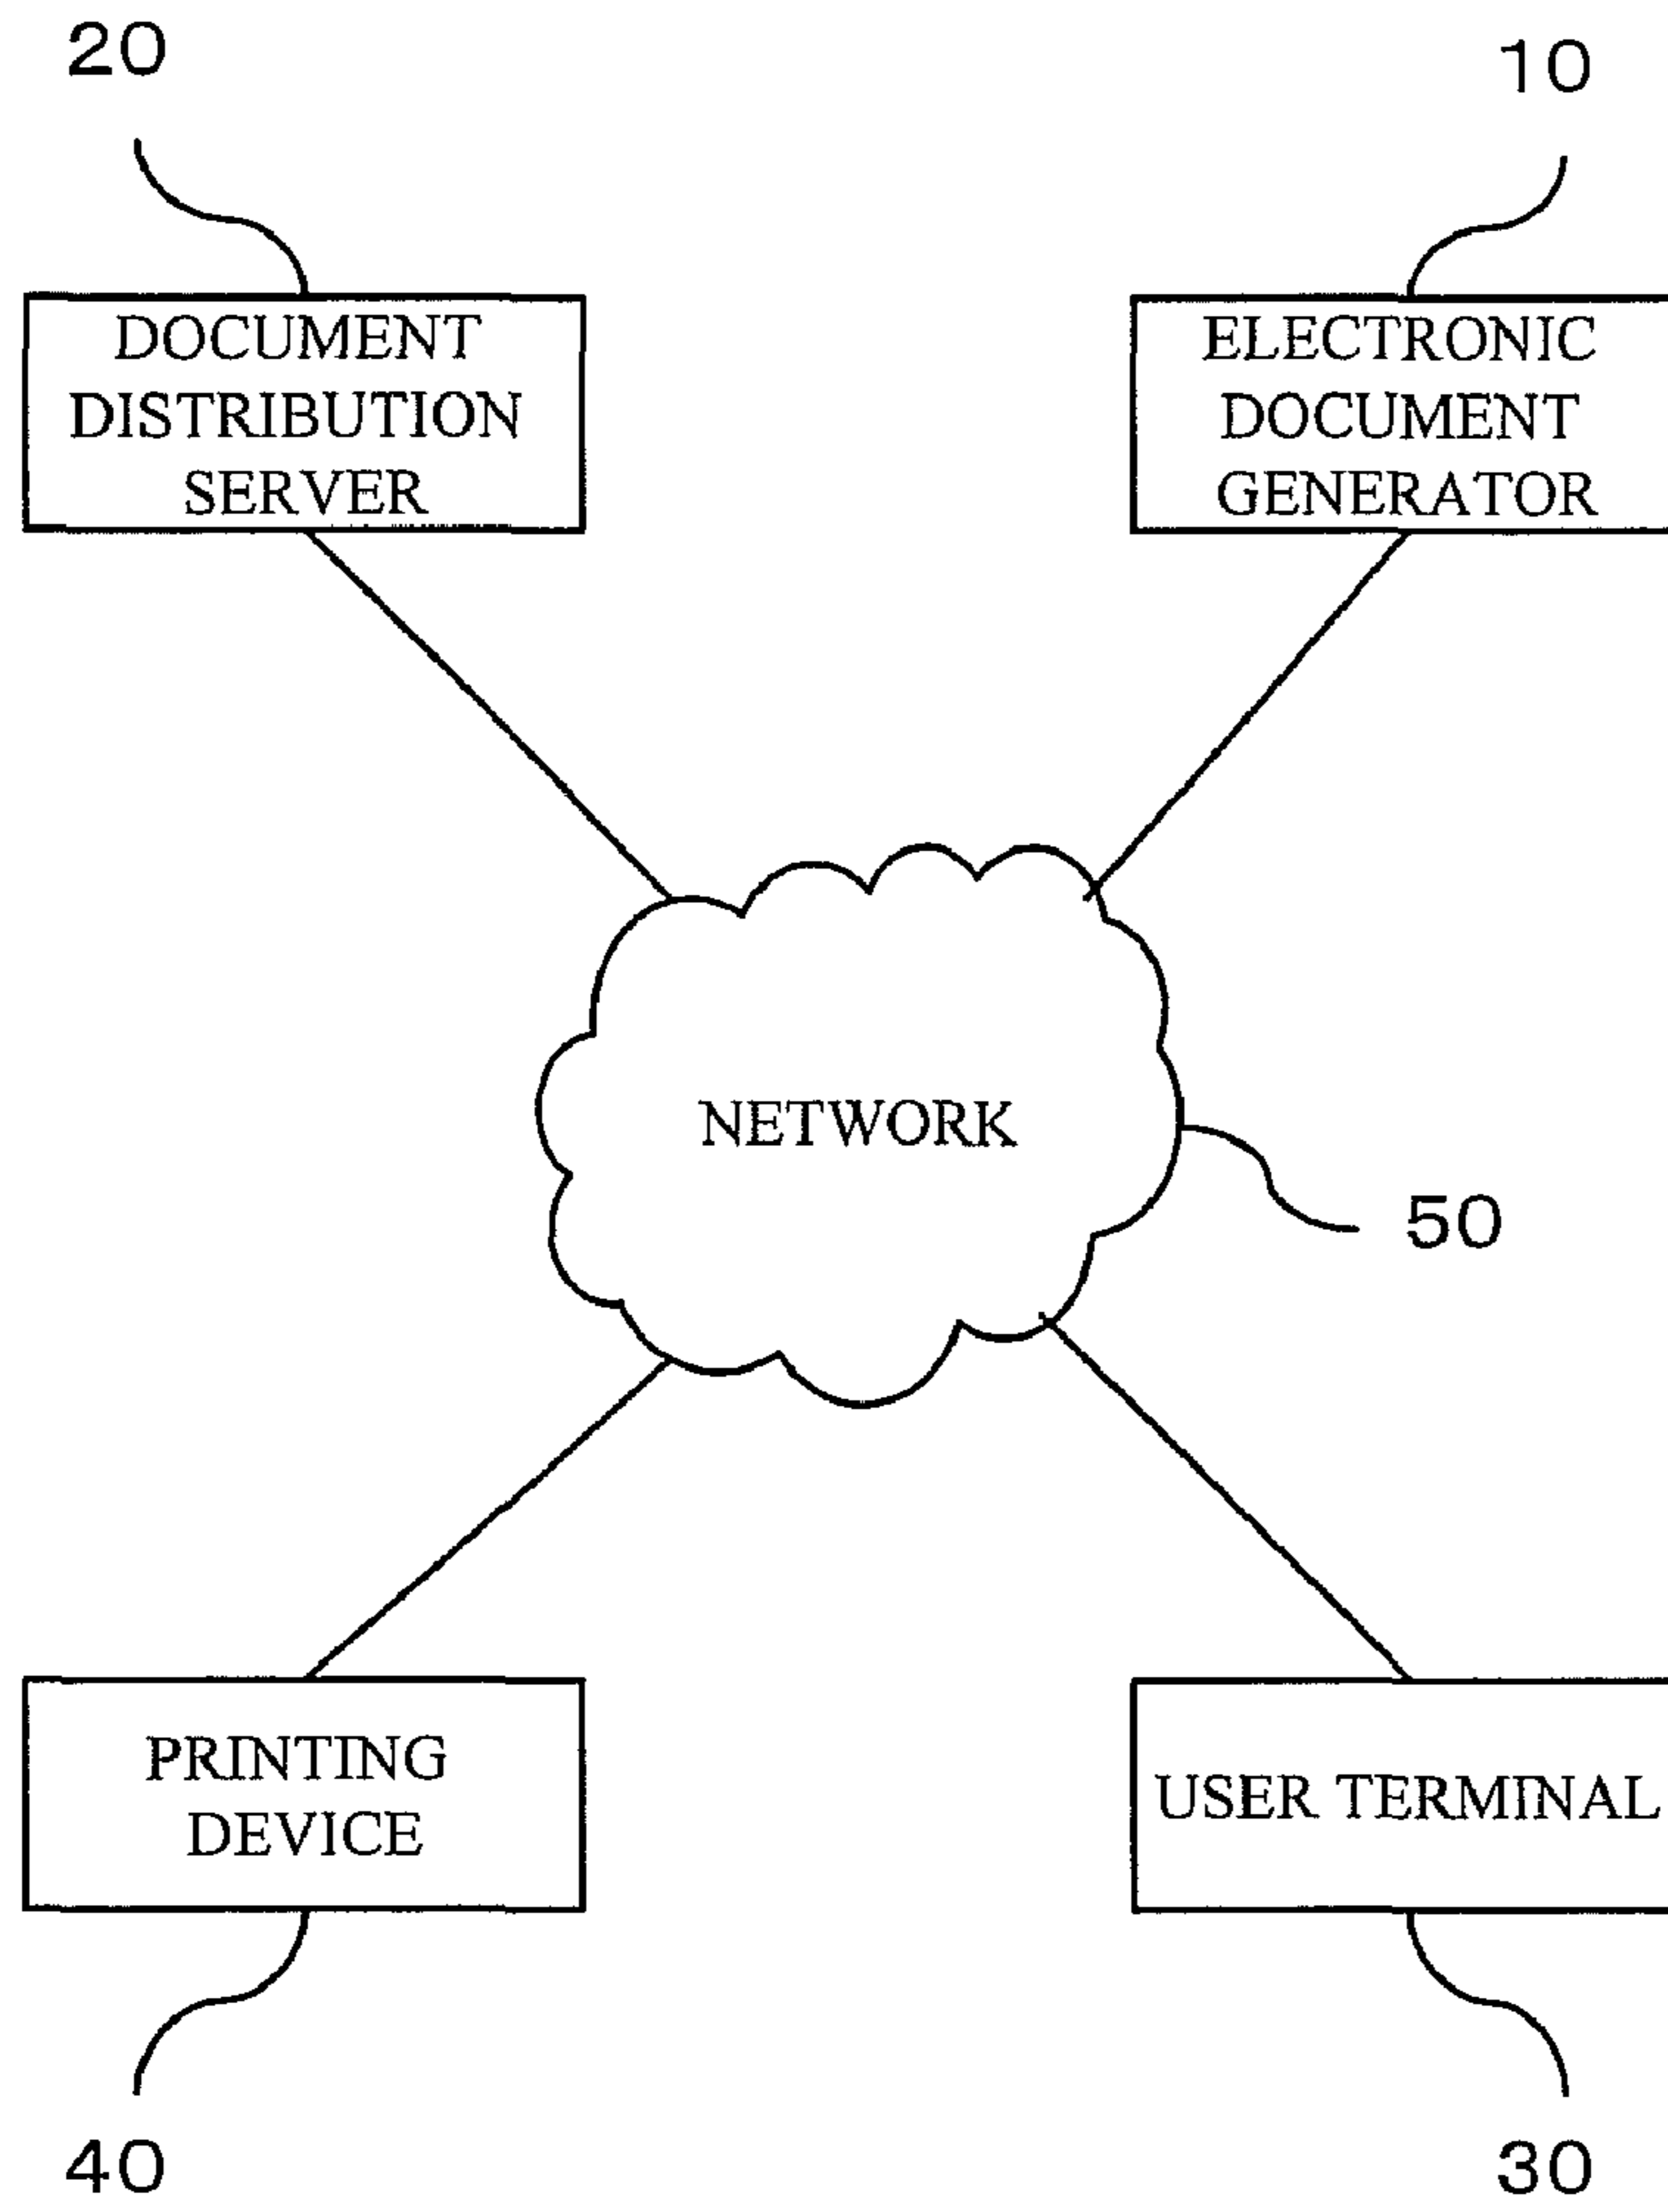 20
10
DOCUMENT
DISTRIBUTION
SERVER
ELECTRONIC
DOCUMENT
GENERATOR
NETWORK
50
PRINTING
DEVICE
USER TERMINAL
40
30